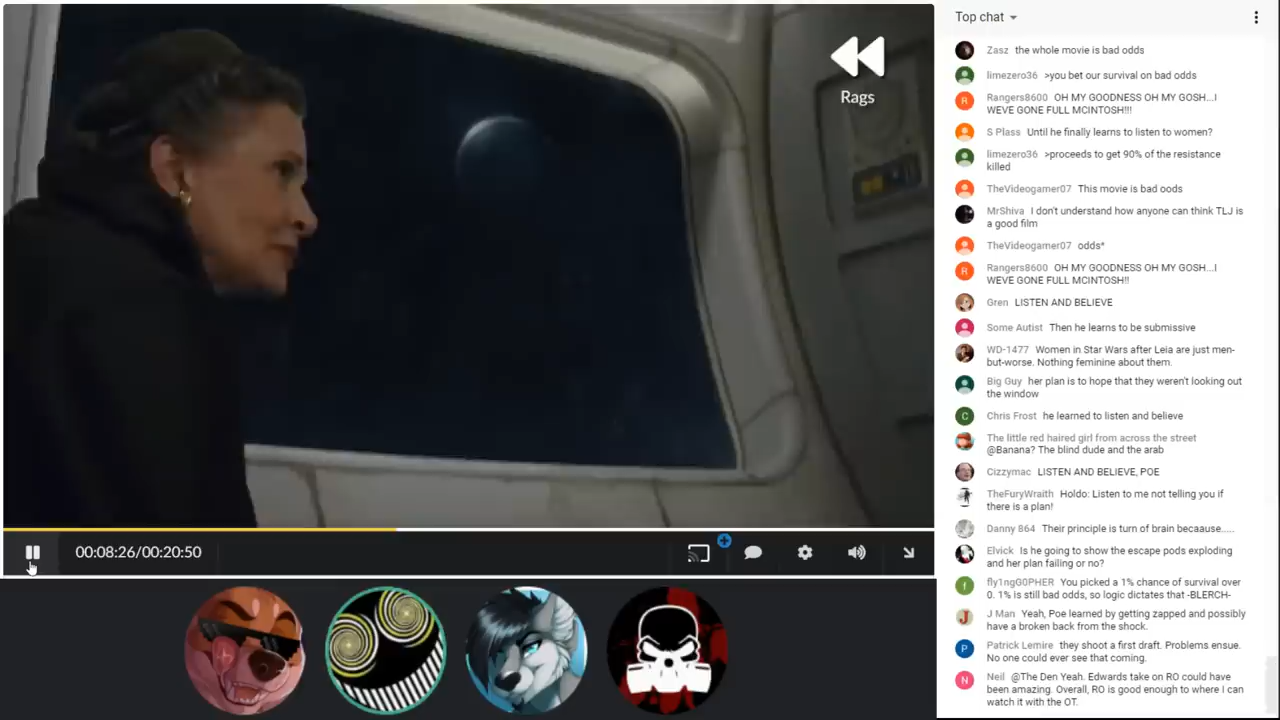 Rags
00:08:26/00:20:50
Top chat
Zasz the whole movie is bad odds
limezero36 >you bet our survival on bad odds
Rangers8600 OH MY GOODNESS OH MY GOSH...I
WEVE GONE FULL MCINTOSH!!!
S Plass Until he finally learns to listen to women?
limezero36 >proceeds to get 90% of the resistance
killed
TheVideogamer07 This movie is bad oods
MrShiva I don't understand how anyone can think TLJ is
a good film
TheVideogamer07 odds*
Rangers8600 OH MY GOODNESS OH MY GOSH...I
WEVE GONE FULL MCINTOSH!!
Gren LISTEN AND BELIEVE
Some Autist Then he learns to be submissive
WD-1477 Women in Star Wars after Leia are just men-
but-worse. Nothing feminine about them.
Big Guy her plan is to hope that they weren't looking out
the window
C
Chris Frost he learned to listen and believe
The little red haired girl from across the street
@Banana? The blind dude and the arab
Cizzymac LISTEN AND BELIEVE, POE
TheFuryWraith Holdo: Listen to me not telling you if
there is a plan!
Danny 864 Their principle is turn of brain becaause.....
Elvick Is he going to show the escape pods exploding
and her plan failing or no?
f
fly1ngG0PHER You picked a 1% chance of survival over
0. 1% is still bad odds, so logic dictates that -BLERCH-
J Man Yeah, Poe learned by getting zapped and possibly
have a broken back from the shock.
P
Patrick Lemire they shoot a first draft. Problems ensue.
No one could ever see that coming.
N
Neil @The Den Yeah. Edwards take on RO could have
been amazing. Overall, RO is good enough to where I can
watch it with the OT.